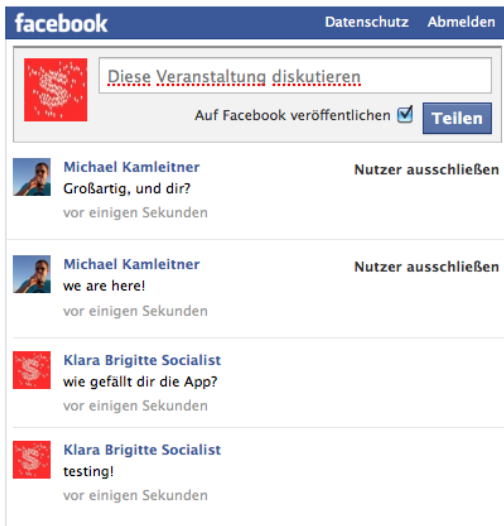 facebook Datenschutz Abmelden
Diese Veranstaltung diskutieren
Auf Facebook veröffentlichen Teilen
Michael Kamleitner Nutzer ausschließen
Großartig, und dir?
vor einigen Sekunden
Michael Kamleitner Nutzer ausschließen
we are here!
vor einigen Sekunden
Klara Brigitte Socialist
wie gefällt dir die App?
vor einigen Sekunden
Klara Brigitte Socialist
testing!
vor einigen Sekunden